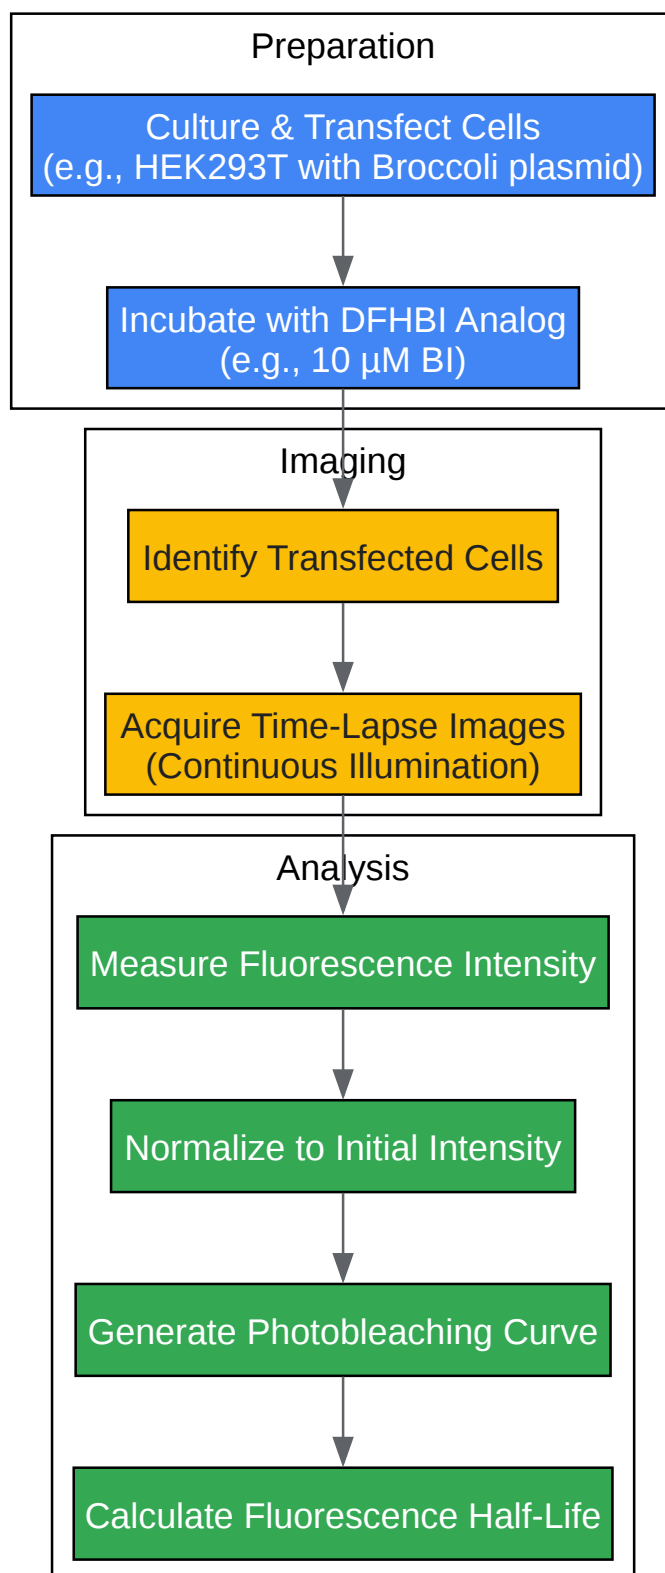 Preparation
Culture & Transfect Cells
(e.g., HEK293T with Broccoli plasmid)
Incubate with DFHBI Analog
(e.g., 10 µM BI)
Imaging
Identify Transfected Cells
Acquire Time-Lapse Images
(Continuous Illumination)
Analysis
Measure Fluorescence Intensity
Normalize to Initial Intensity
Generate Photobleaching Curve
Calculate Fluorescence Half-Life